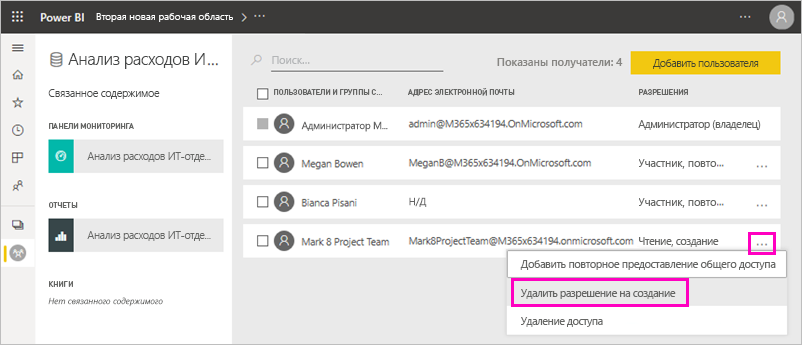 Power BI Вторая новая рабочая область
Анализ расходов И...
Связанное содержимое
ПАНЕЛИ МОНИТОРИНГА
Анализ расходов ИТ-отде...
ОТЧЕТЫ
Анализ расходов ИТ-отде...
КНИГИ
Нет связанного содержимого
Поиск... Показаны получатели: 4 Добавить пользователя
ПОЛЬЗОВАТЕЛИ И ГРУППЫ С... АДРЕС ЭЛЕКТРОННОЙ ПОЧТЫ РАЗРЕШЕНИЯ
Администратор М... admin@M365x634194.OnMicrosoft.com Администратор (владелец)
Megan Bowen MeganB@M365x634194.OnMicrosoft.com Участник, повто...
Bianca Pisani Н/Д Участник, повто...
Mark 8 Project Team Mark8ProjectTeam@M365x634194.onmicrosoft.com Чтение, создание
Добавить повторное предоставление общего доступа
Удалить разрешение на создание
Удаление доступа